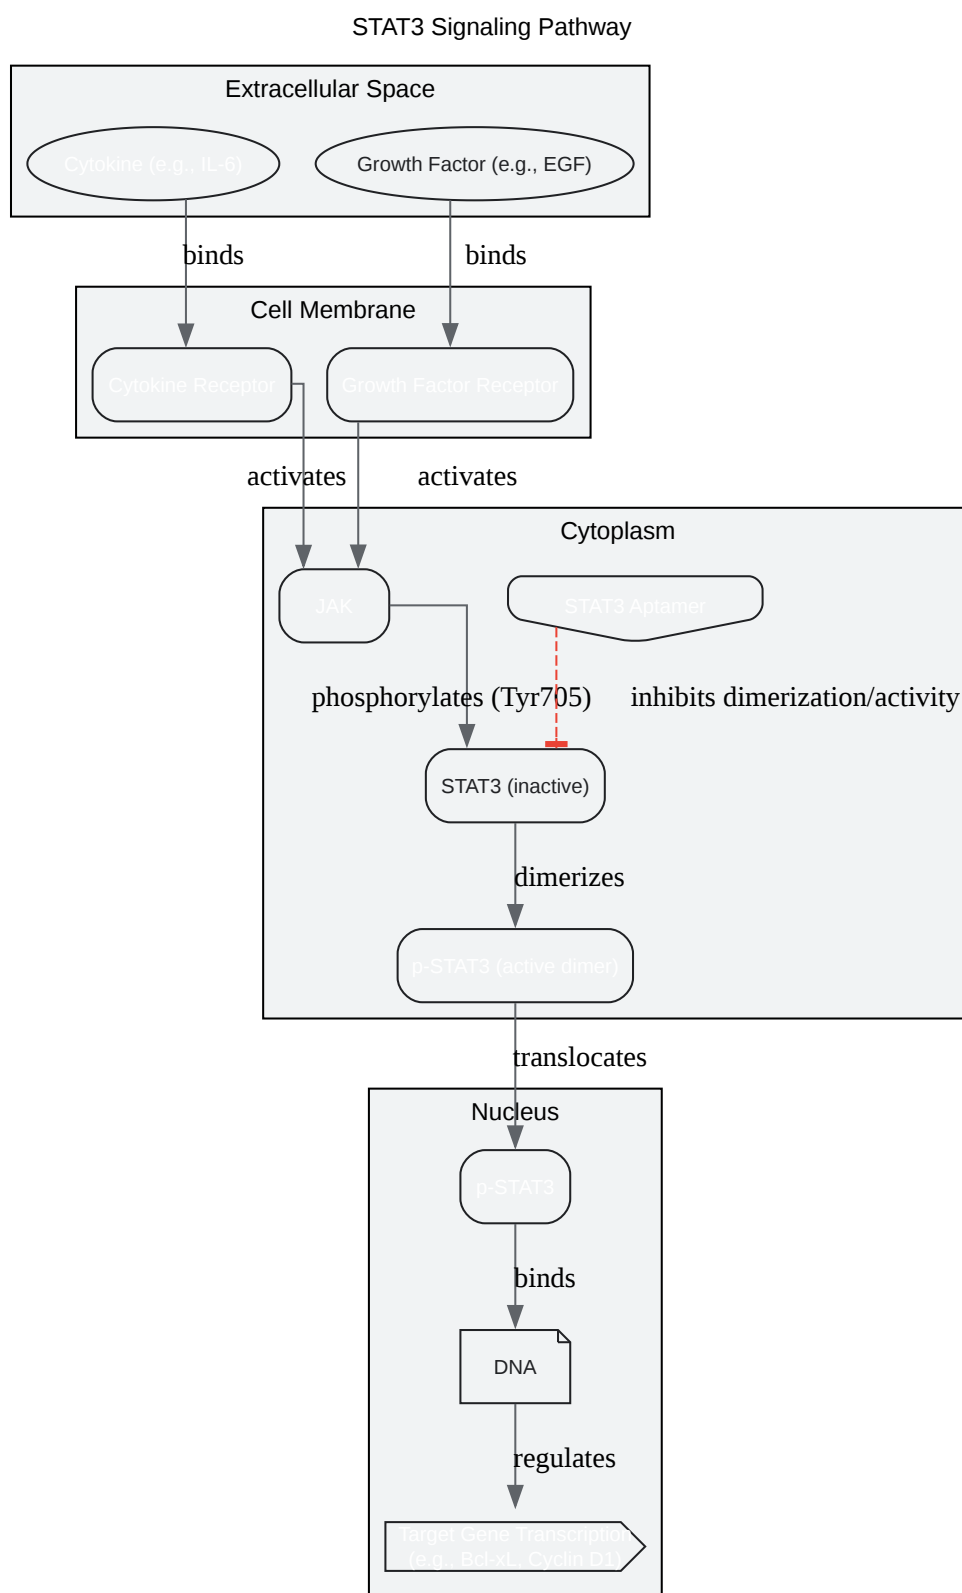 STAT3 Signaling Pathway
Extracellular Space
Cytokine (e.g., IL-6)
Growth Factor (e.g., EGF)
binds
binds
Cell Membrane
Cytokine Receptor
Growth Factor Receptor
activates
activates
Cytoplasm
JAK
STAT3 Aptamer
phosphorylates (Tyr705)
inhibits dimerization/activity
STAT3 (inactive)
dimerizes
p-STAT3 (active dimer)
translocates
Nucleus
p-STAT3
binds
DNA
regulates
Target Gene Transcription
(e.g., Bcl-xL, Cyclin D1)